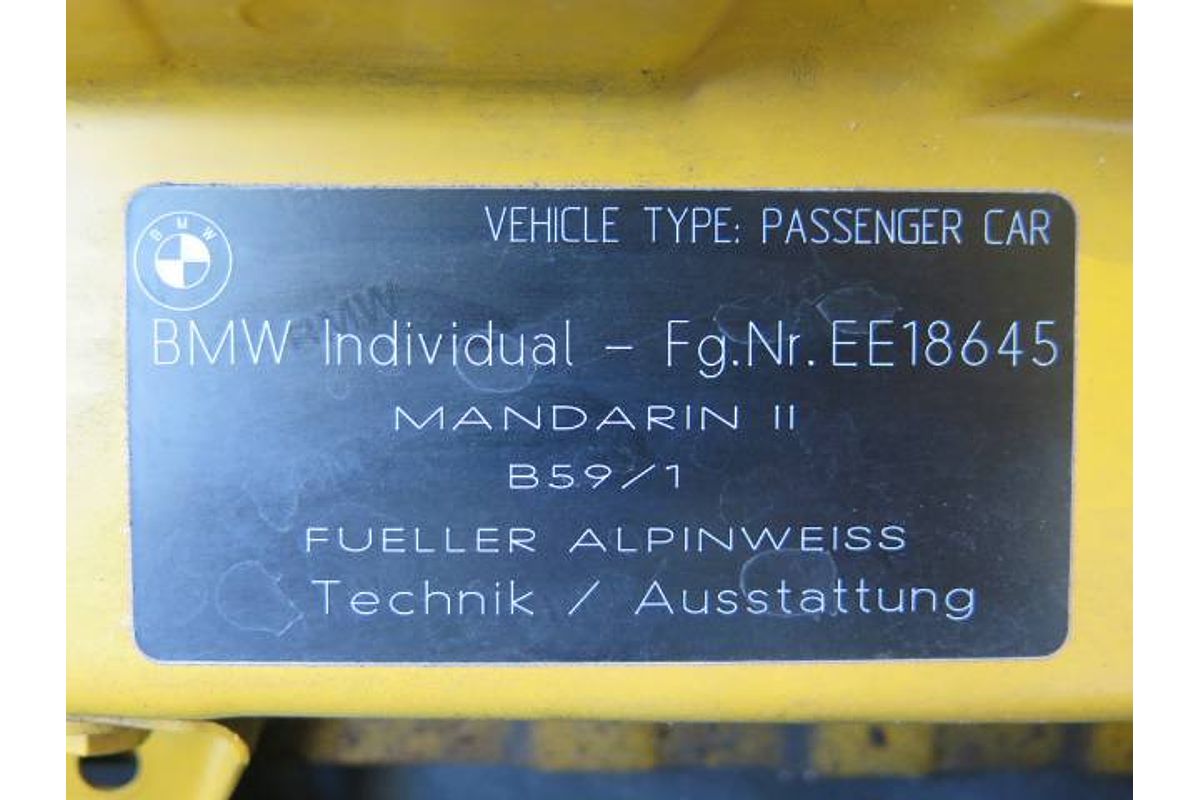 VEHICLE TYPE: PASSENGER CAR
BMW
BMW Individual - Fg.Nr. EE18645
MANDARIN II
B59/1
FUELLER ALPINWEISS
Technik / Ausstattung